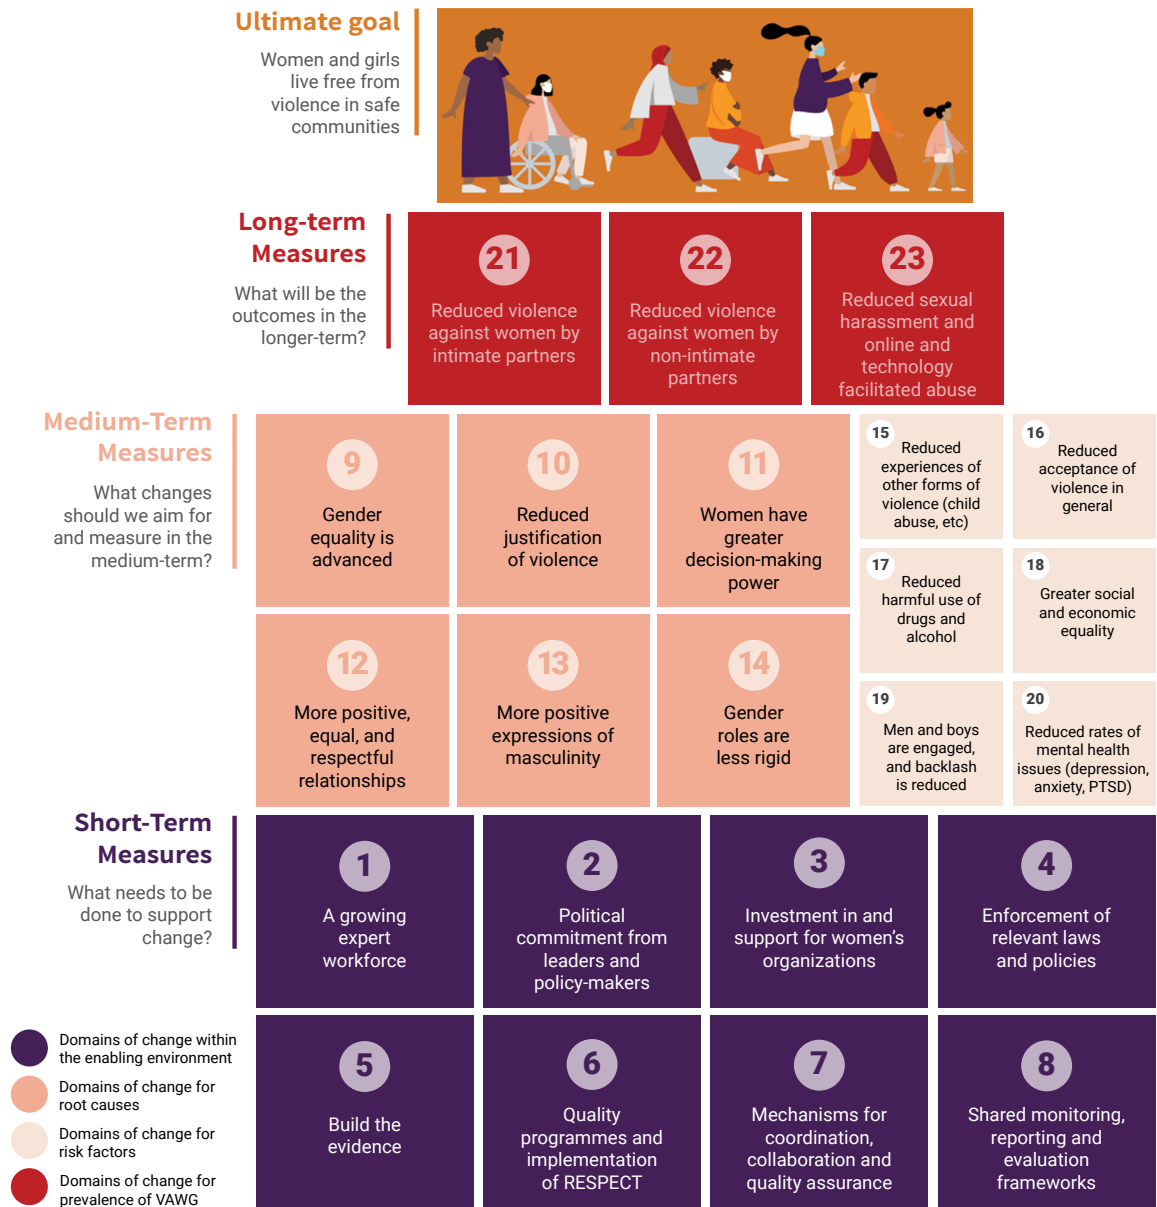 Ultimate goal
Women and girls
live free from
violence in safe
communities
Long-term
Measures
What will be the
outcomes in the
longer-term?
21
Reduced violence
against women by
intimate partners
22
Reduced violence
against women by
non-intimate
partners
23
Reduced sexual
harassment and
online and
technology
facilitated abuse
Medium-Term
Measures
What changes
should we aim for
and measure in the
medium-term?
9
Gender
equality is
advanced
10
Reduced
justification
of violence
11
Women have
greater
decision-making
power
12
More positive,
equal, and
respectful
relationships
13
More positive
expressions of
masculinity
14
Gender
roles are
less rigid
15
Reduced
experiences of
other forms of
violence (child
abuse, etc)
16
Reduced
acceptance of
violence in
general
17
Reduced
harmful use of
drugs and
alcohol
18
Greater social
and economic
equality
19
Men and boys
are engaged,
and backlash
is reduced
20
Reduced rates of
mental health
issues (depression,
anxiety, PTSD)
Short-Term
Measures
What needs to be
done to support
change?
1
A growing
expert
workforce
2
Political
commitment from
leaders and
policy-makers
3
Investment in and
support for women's
organizations
4
Enforcement of
relevant laws
and policies
5
Build the
evidence
6
Quality
programmes and
implementation
of RESPECT
7
Mechanisms for
coordination,
collaboration and
quality assurance
8
Shared monitoring,
reporting and
evaluation
frameworks
Domains of change within
the enabling environment
Domains of change for
root causes
Domains of change for
risk factors
Domains of change for
prevalence of VAWG